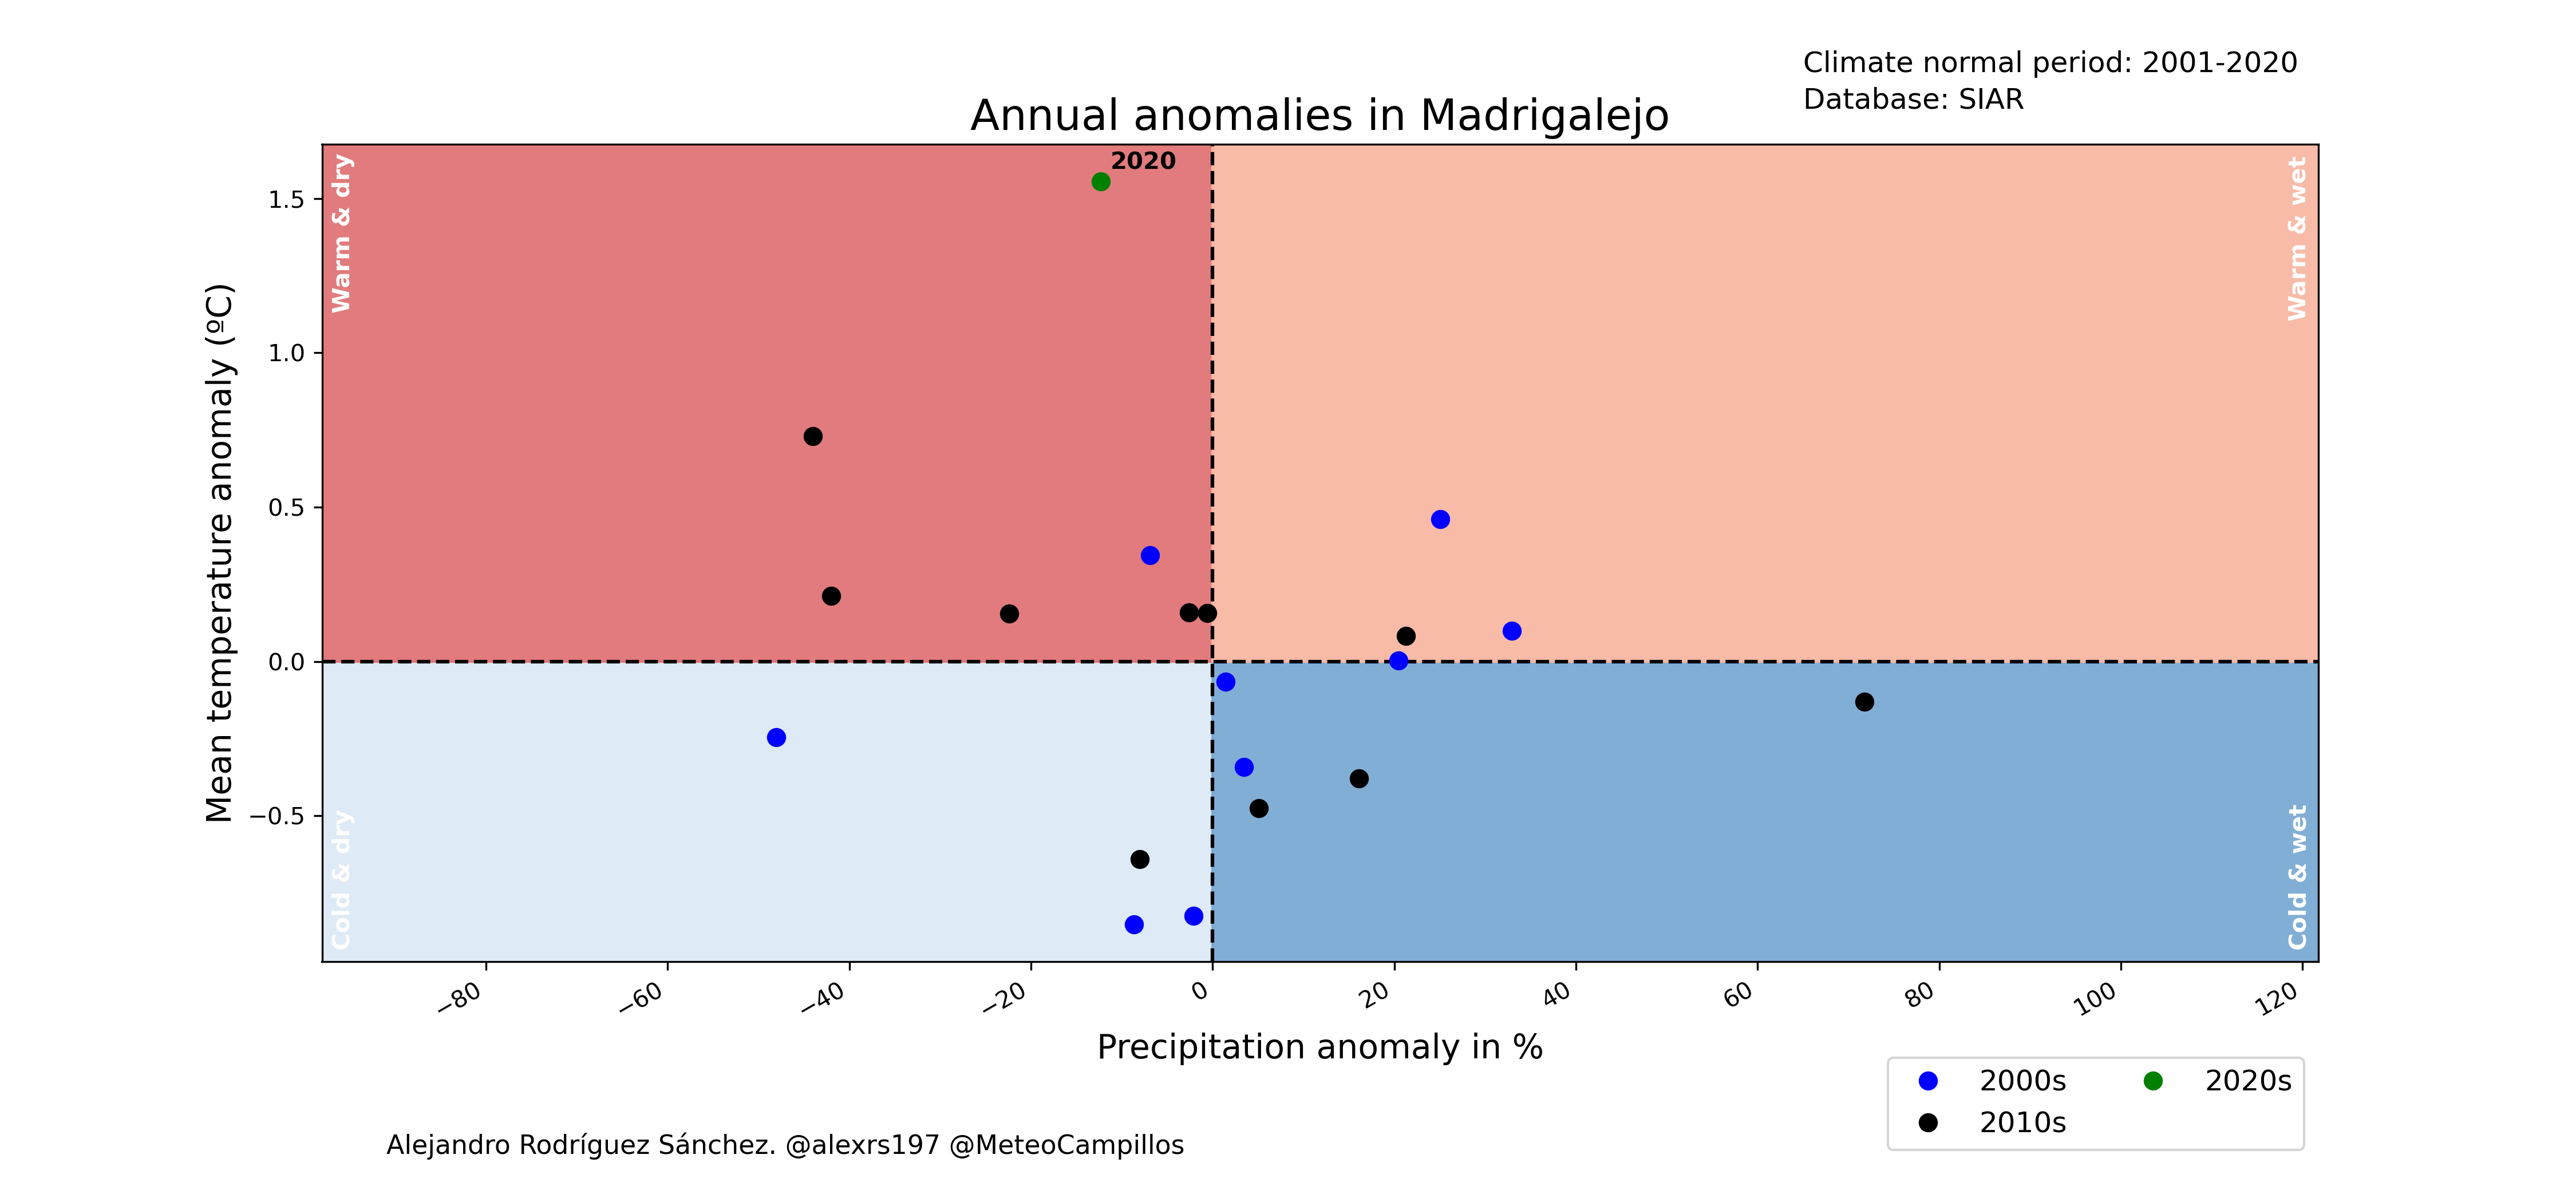 Climate normal period: 2001-2020
Database: SIAR
Annual anomalies in Madrigalejo
Warm & dry
2020
Warm & wet
1.5
1.0
0.5
0.0
−0.5
Mean temperature anomaly (ºC)
Cold & dry
Cold & wet
−80
−60
−40
−20
0
20
40
60
80
100
120
Precipitation anomaly in %
2000s
2020s
2010s
Alejandro Rodríguez Sánchez. @alexrs197 @MeteoCampillos